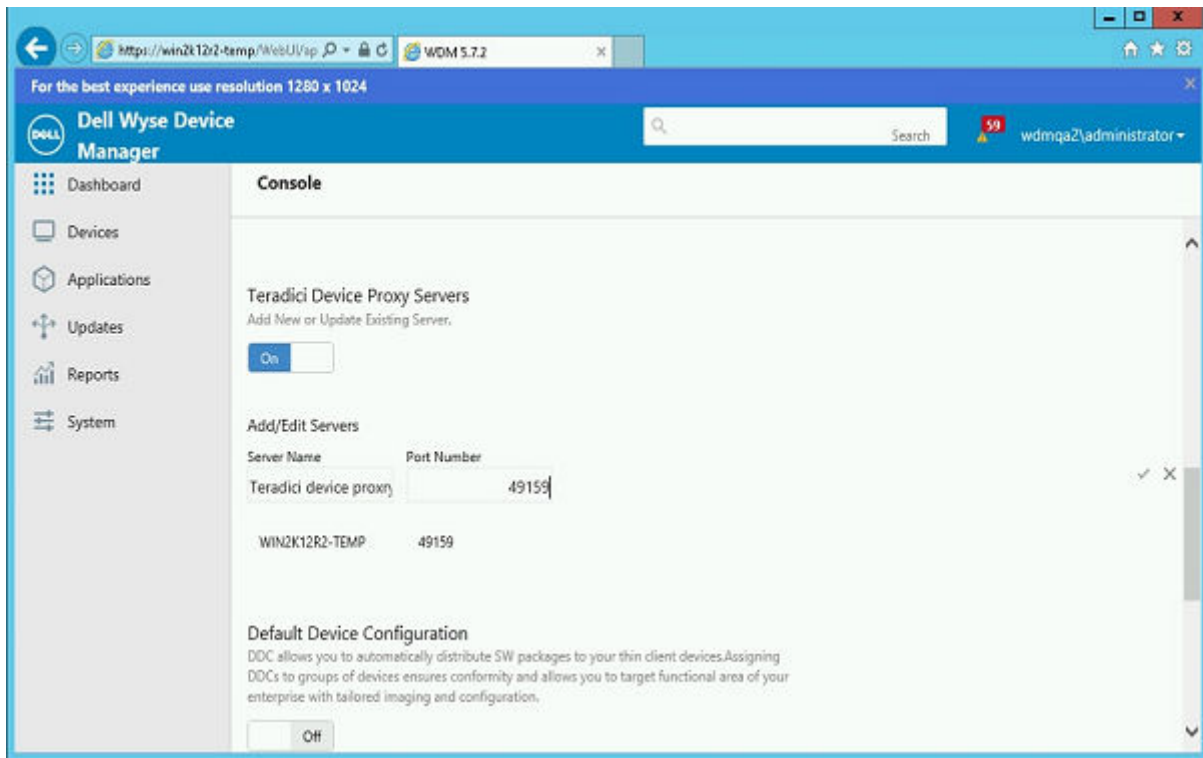 https://win2k12r2-temp/WebUI/ap
WDM 5.7.2
For the best experience use resolution 1280 x 1024
DELL
Dell Wyse Device
Manager
Search
59
wdmqa2\administrator
Dashboard
Console
Devices
Applications
Updates
Reports
System
Teradici Device Proxy Servers
Add New or Update Existing Server.
On
Add/Edit Servers
Server Name Port Number
Teradici device proxry 49159
WIN2K12R2-TEMP 49159
Default Device Configuration
DDC allows you to automatically distribute SW packages to your thin client devices.Assigning
DDCs to groups of devices ensures conformity and allows you to target functional area of your
enterprise with tailored imaging and configuration.
Off